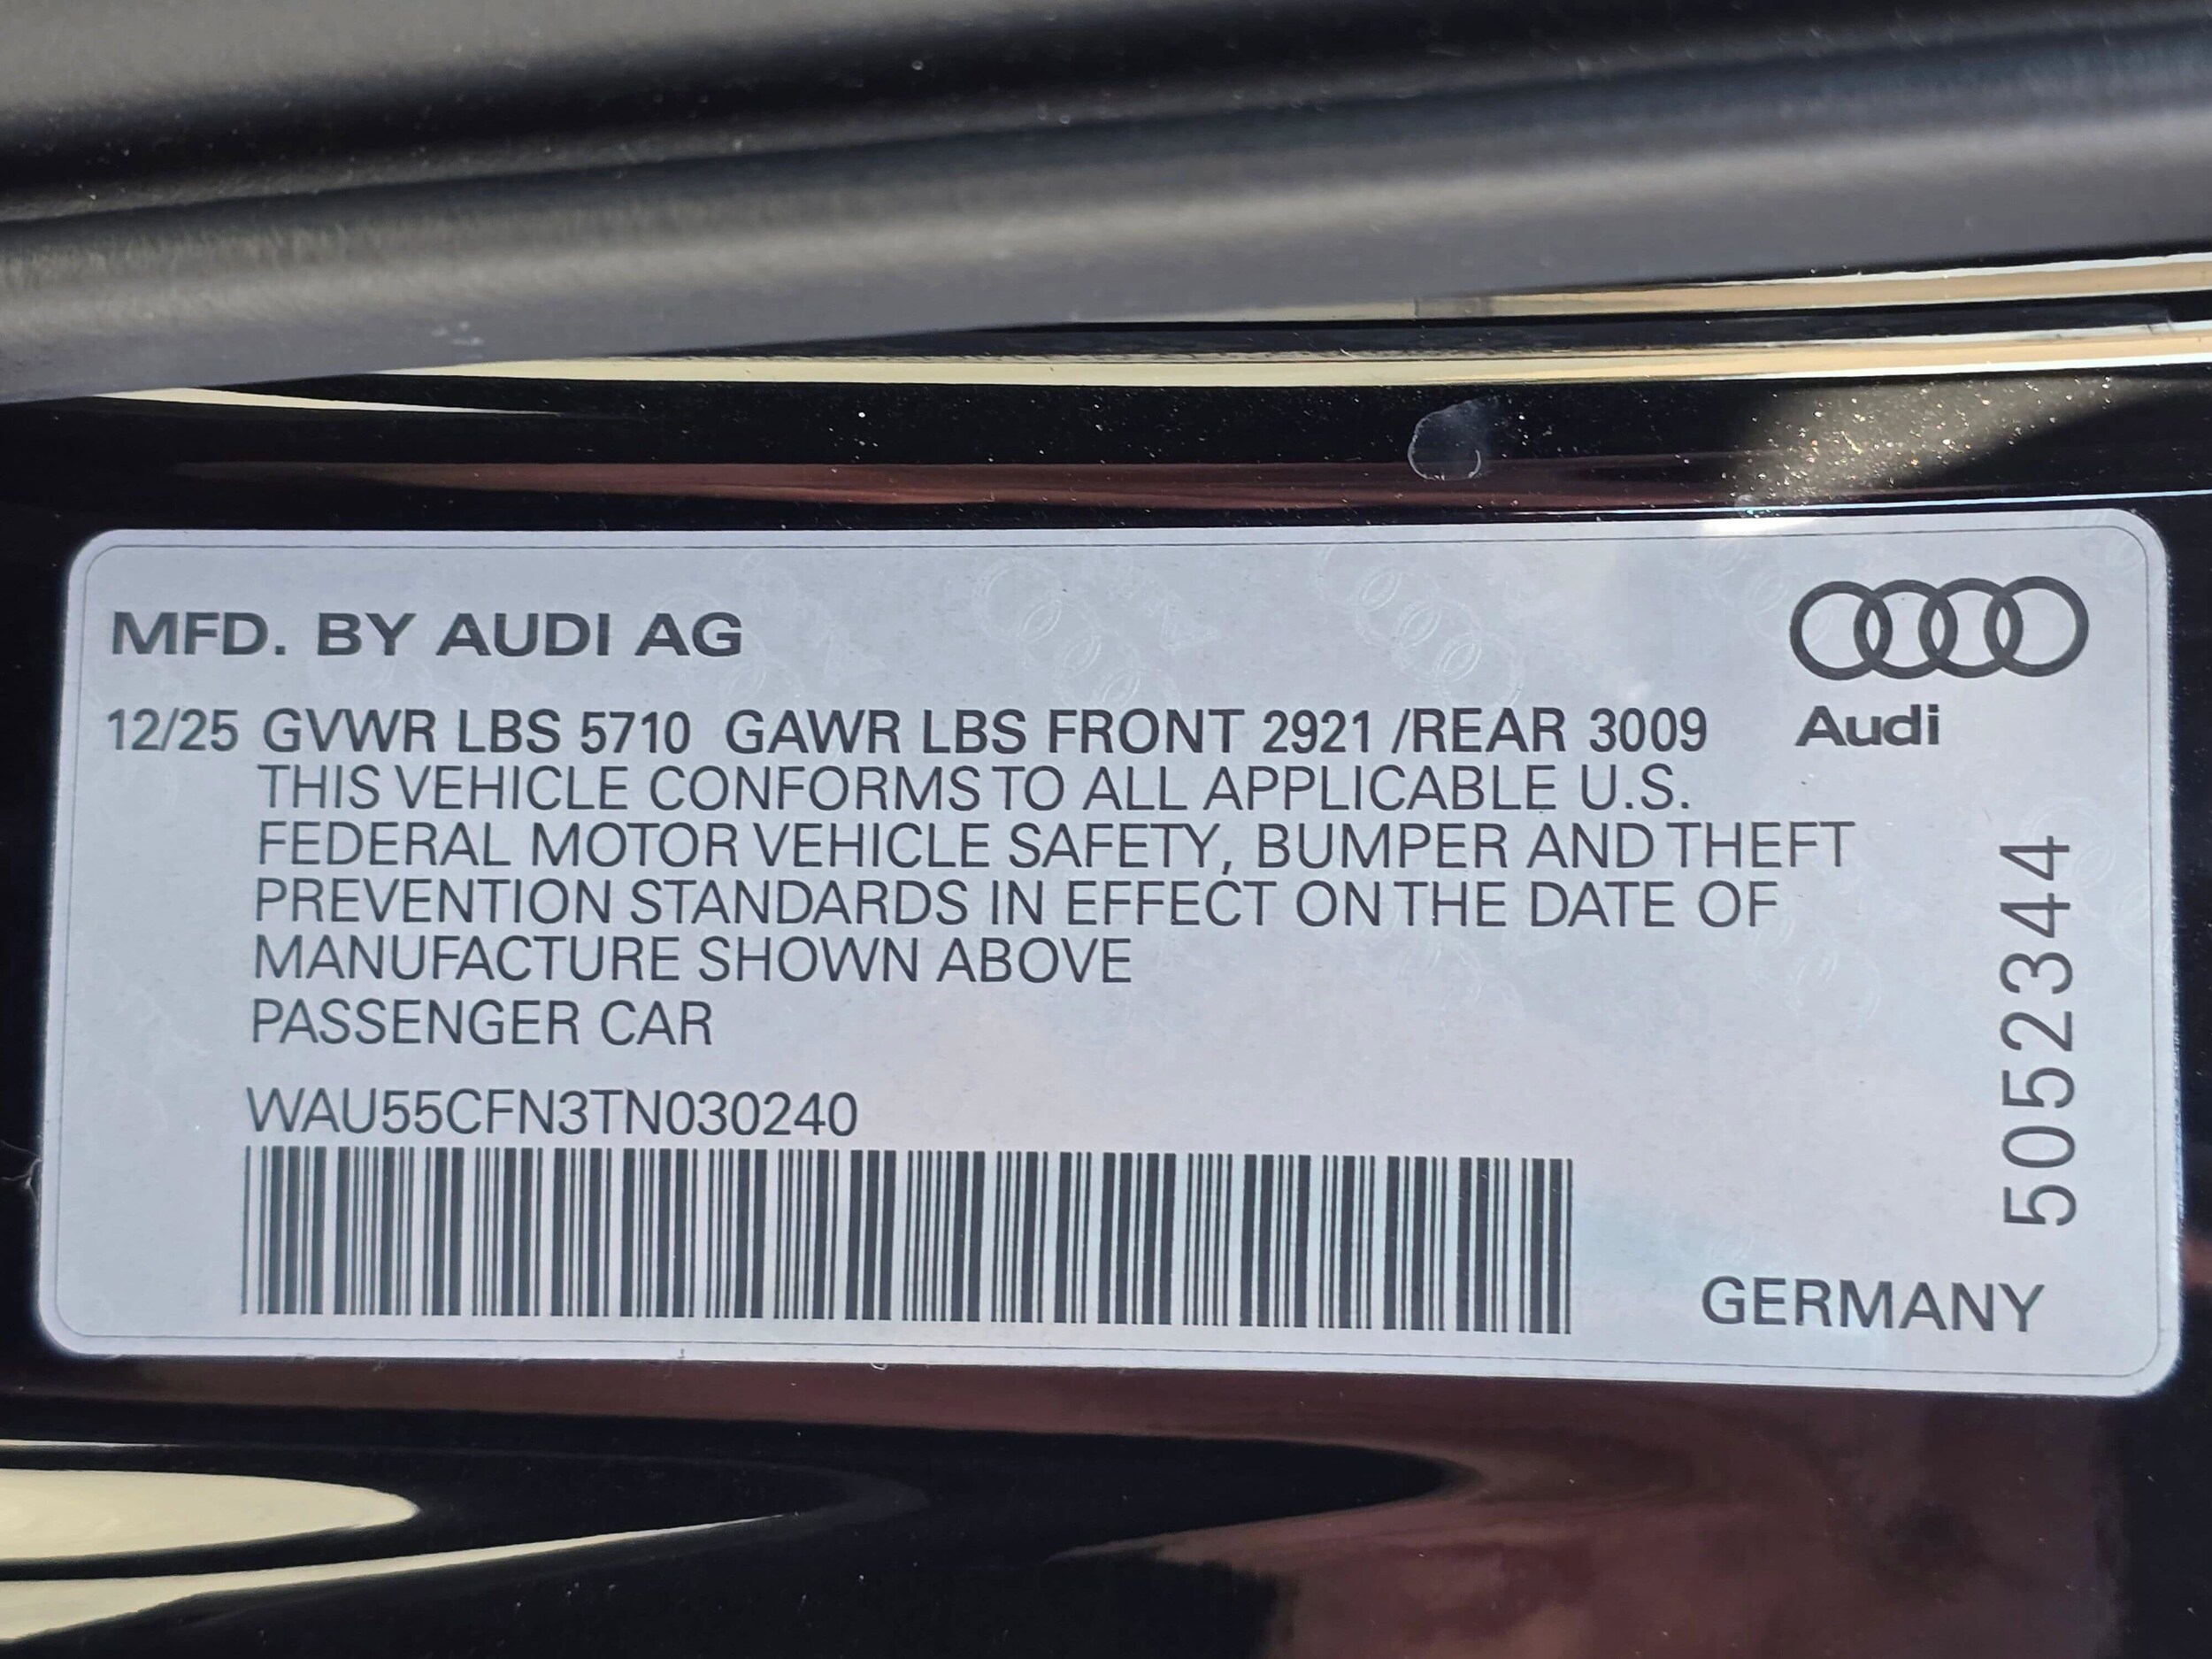 MFD. BY AUDI AG
12/25 GVWR LBS 5710 GAWR LBS FRONT 2921 /REAR 3009
Audi
THIS VEHICLE CONFORMS TO ALL APPLICABLE U.S.
FEDERAL MOTOR VEHICLE SAFETY, BUMPER AND THEFT
PREVENTION STANDARDS IN EFFECT ON THE DATE OF
MANUFACTURE SHOWN ABOVE
PASSENGER CAR
WAU55CFN3TN030240
5052344
GERMANY